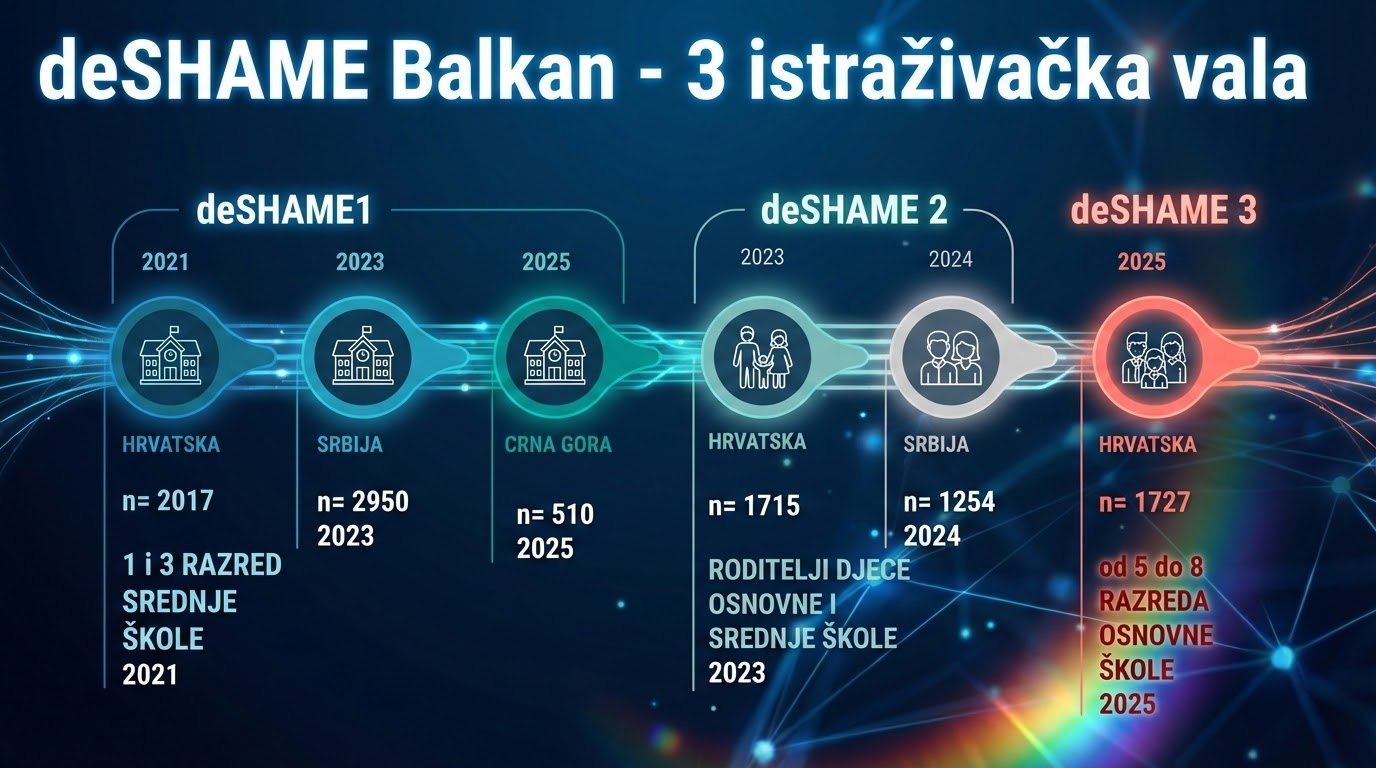 deSHAME Balkan - 3 istraživačka vala
deSHAME1
2021
2023
2025
HRVATSKA
n= 2017
1 i 3 RAZRED
SREDNJE
ŠKOLE
2021
SRBIJA
n= 2950
2023
CRNA GORA
n= 510
2025
deSHAME 2
2023
2024
HRVATSKA
n= 1715
RODITELJI DJECE
OSNOVNE I
SREDNJE ŠKOLE
2023
SRBIJA
n= 1254
2024
deSHAME 3
2025
HRVATSKA
n= 1727
od 5 do 8
RAZREDA
OSNOVNE
ŠKOLE
2025